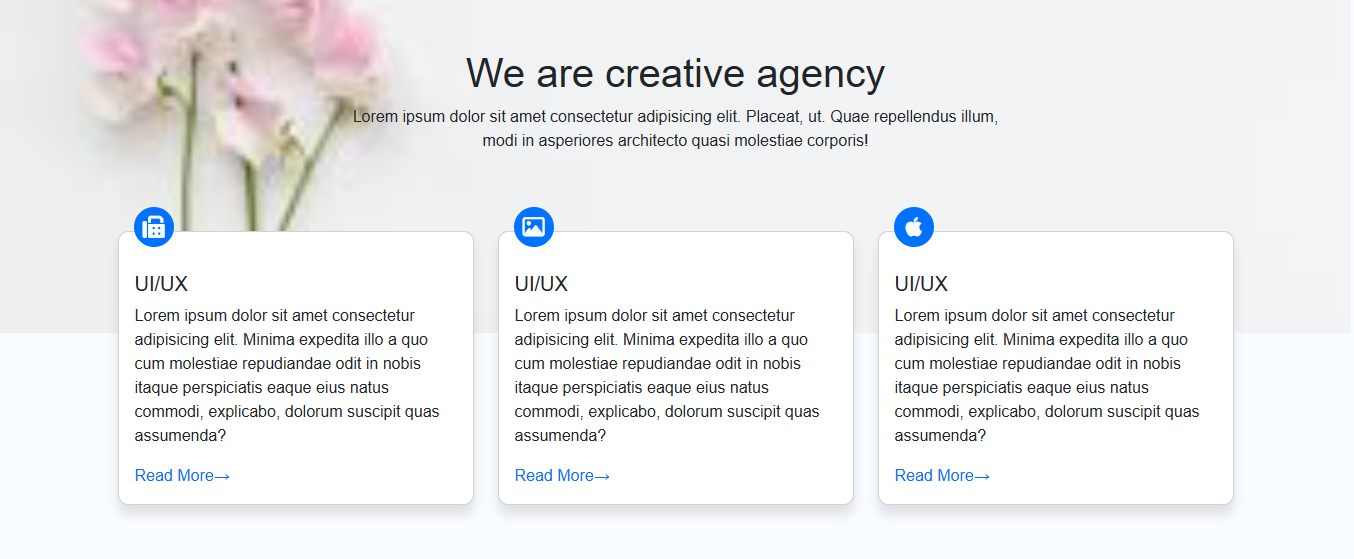 We are creative agency
Lorem ipsum dolor sit amet consectetur adipisicing elit. Placeat, ut. Quae repellendus illum,
modi in asperiores architecto quasi molestiae corporis!
UI/UX
Lorem ipsum dolor sit amet consectetur
adipisicing elit. Minima expedita illo a quo
cum molestiae repudiandae odit in nobis
itaque perspiciatis eaque eius natus
commodi, explicabo, dolorum suscipit quas
assumenda?
Read More→
UI/UX
Lorem ipsum dolor sit amet consectetur
adipisicing elit. Minima expedita illo a quo
cum molestiae repudiandae odit in nobis
itaque perspiciatis eaque eius natus
commodi, explicabo, dolorum suscipit quas
assumenda?
Read More→
UI/UX
Lorem ipsum dolor sit amet consectetur
adipisicing elit. Minima expedita illo a quo
cum molestiae repudiandae odit in nobis
itaque perspiciatis eaque eius natus
commodi, explicabo, dolorum suscipit quas
assumenda?
Read More→